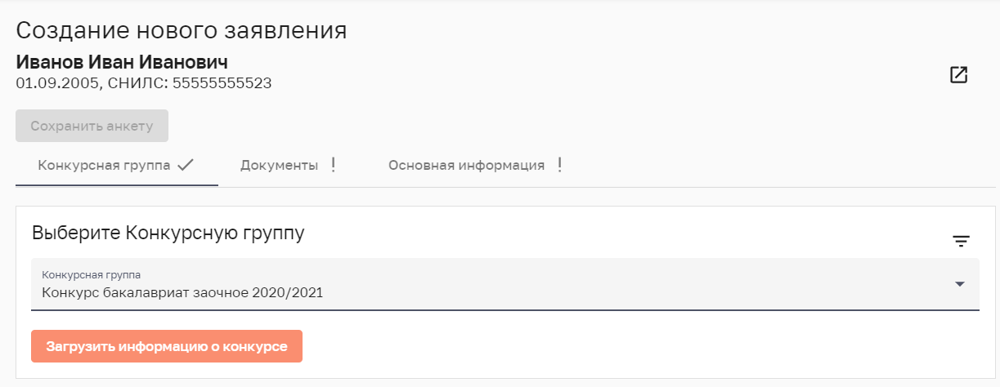 Создание нового заявления
Иванов Иван Иванович
01.09.2005, СНИЛС: 55555555523
Сохранить анкету
Конкурсная группа Документы ! Основная информация !
Выберите Конкурсную группу
Конкурсная группа
Конкурс бакалавриат заочное 2020/2021
Загрузить информацию о конкурсе